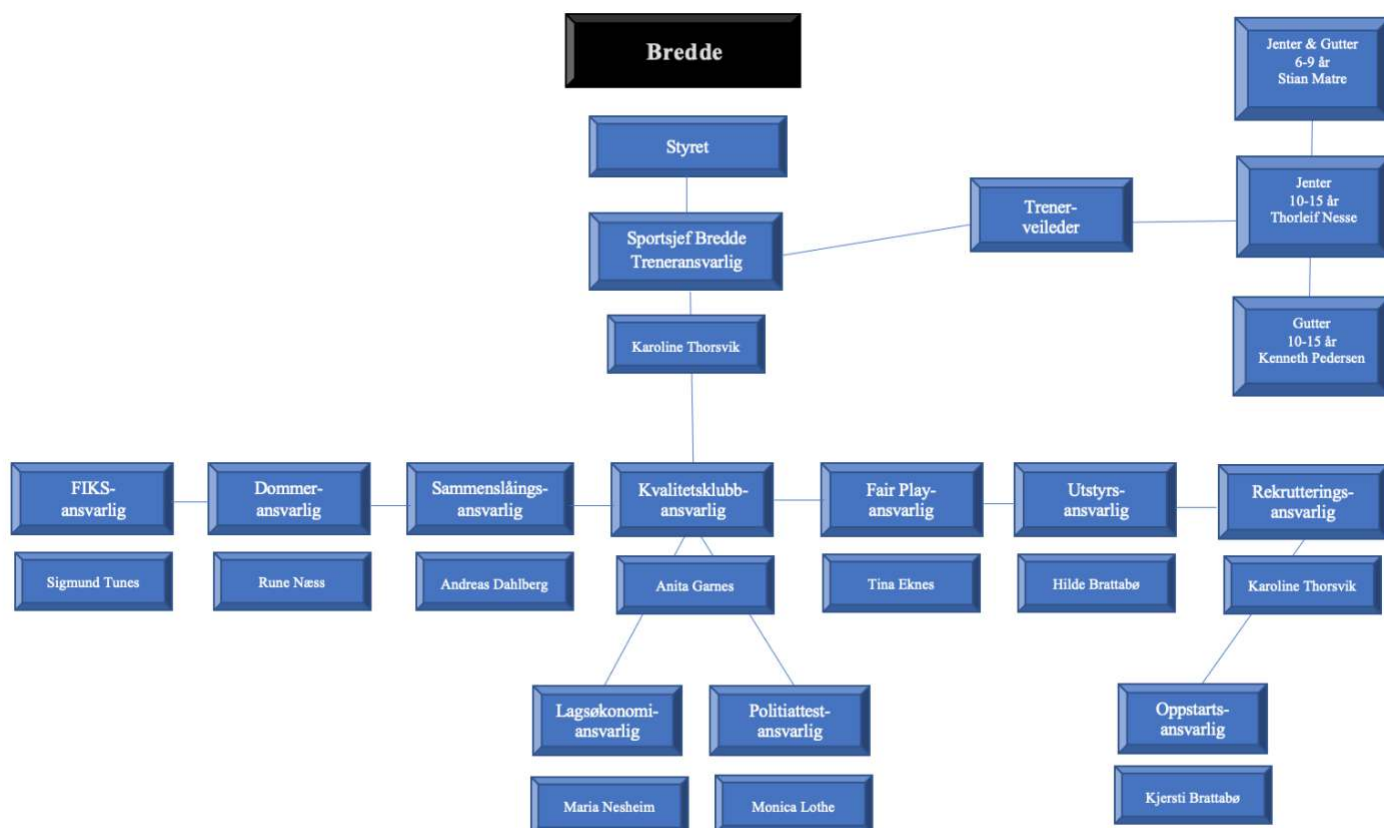 Bredde
Styret
Sportsjef Bredde
Treneransvarlig
Karoline Thorsvik
Trener-
veileder
Jenter & Gutter
6-9 år
Stian Matre
Jenter
10-15 år
Thorleif Nesse
Gutter
10-15 år
Kenneth Pedersen
FIKS-
ansvarlig
Sigmund Tunes
Dommer-
ansvarlig
Rune Næss
Sammenslåings-
ansvarlig
Andreas Dahlberg
Kvalitetsklubb-
ansvarlig
Anita Garnes
Fair Play-
ansvarlig
Tina Eknes
Utstyrs-
ansvarlig
Hilde Brattabø
Rekrutterings-
ansvarlig
Karoline Thorsvik
Lagsøkonomi-
ansvarlig
Maria Nesheim
Politiattest-
ansvarlig
Monica Lothe
Oppstarts-
ansvarlig
Kjersti Brattabø